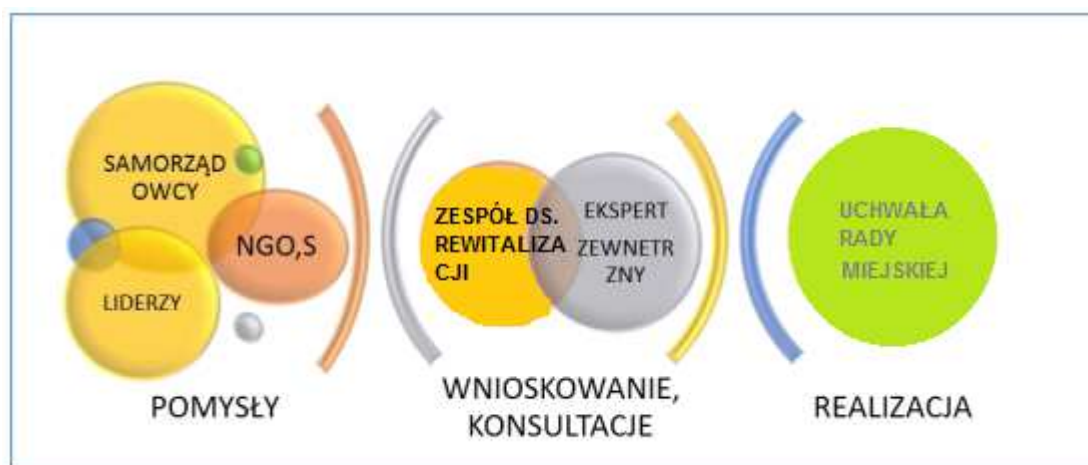 SAMORZĄD
OWCY
NGO,S
LIDERZY
POMYSŁY
ZESPÓŁ DS.
REWITALIZA
CJI
EKSPERT
ZEWNETR
ZNY
WNIOSKOWANIE,
KONSULTACJE
UCHWAŁA
RADY
MIEJSKIEJ
REALIZACJA